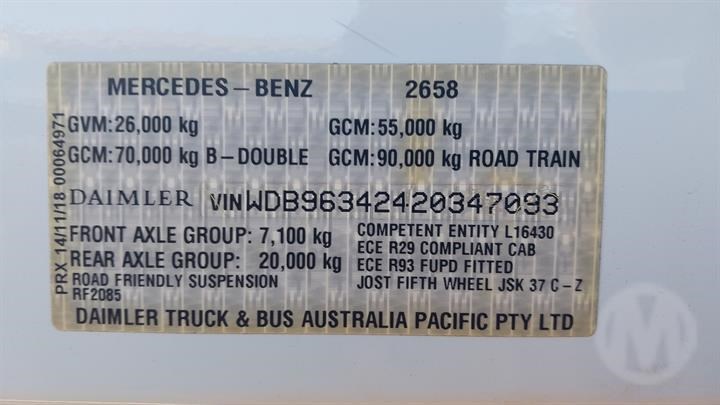 MERCEDES – BENZ 2658
GVM: 26,000 kg GCM: 55,000 kg
GCM: 70,000 kg B – DOUBLE GCM: 90,000 kg ROAD TRAIN
DAIMLER VIN WDB96342420347093
FRONT AXLE GROUP: 7,100 kg
REAR AXLE GROUP: 20,000 kg
ROAD FRIENDLY SUSPENSION
RF2085
COMPETENT ENTITY L16430
ECE R29 COMPLIANT CAB
ECE R93 FUPD FITTED
JOST FIFTH WHEEL JSK 37 C – Z
DAIMLER TRUCK & BUS AUSTRALIA PACIFIC PTY LTD
PRX 14/11/18 00064971
M
M